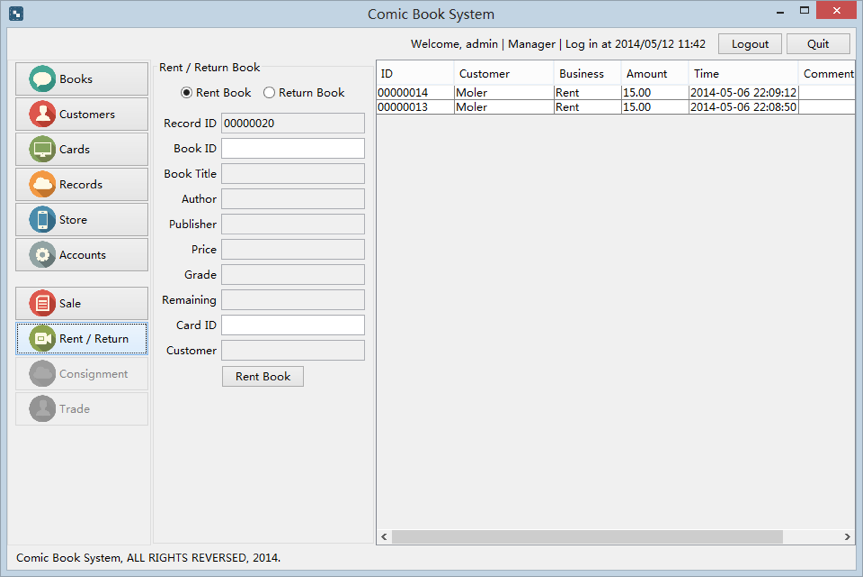 Comic Book System
Welcome, admin | Manager | Log in at 2014/05/12 11:42 Logout Quit
Books
Customers
Cards
Records
Store
Accounts
Sale
Rent / Return
Consignment
Trade
Rent / Return Book
Rent Book Return Book
Record ID 00000020
Book ID
Book Title
Author
Publisher
Price
Grade
Remaining
Card ID
Customer
Rent Book
ID Customer Business Amount Time Comment
00000014 Moler Rent 15.00 2014-05-06 22:09:12
00000013 Moler Rent 15.00 2014-05-06 22:08:50
Comic Book System, ALL RIGHTS REVERSED, 2014.